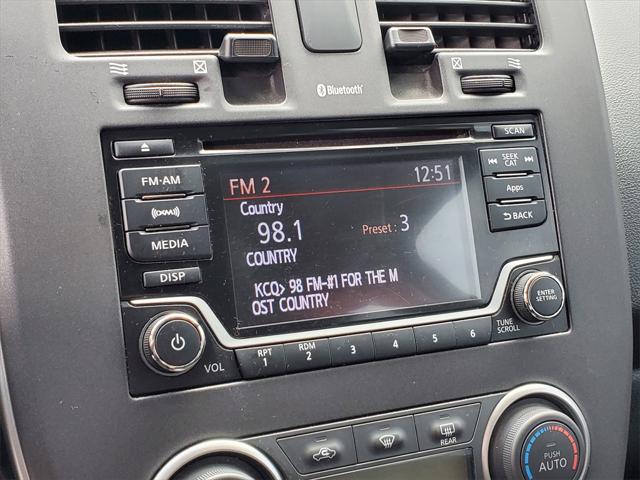 Bluetooth
SCAN
FM·AM
((XM))
MEDIA
DISP
VOL
FM 2 12:51
Country
98.1 Preset : 3
COUNTRY
KCQ> 98 FM-#1 FOR THE M
OST COUNTRY
SEEK
CAT
Apps
BACK
ENTER
SETTING
TUNE
SCROLL
RPT
1
RDM
2
3
4
5
6
REAR
PUSH
AUTO